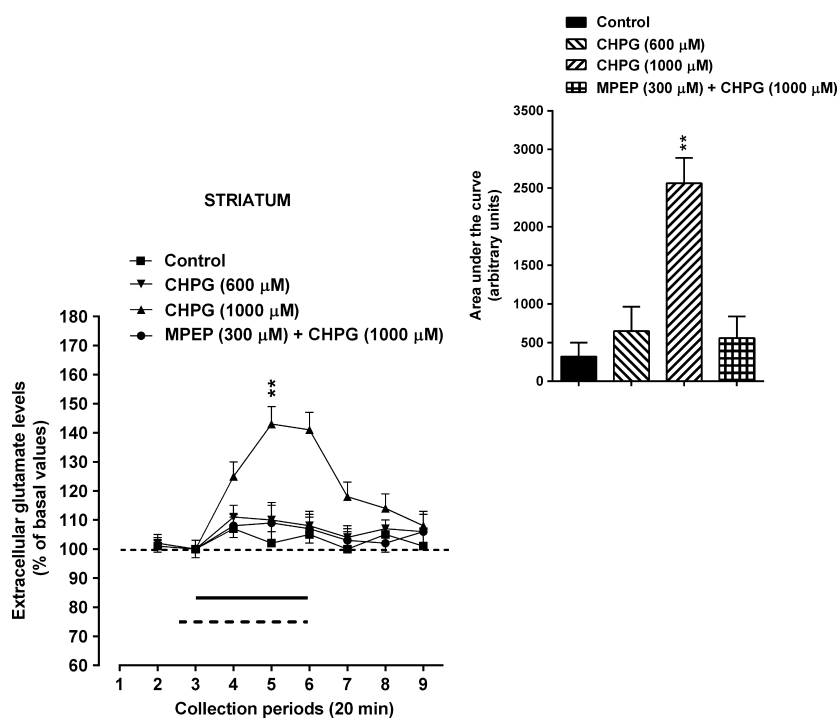 Control
CHPG (600 μM)
CHPG (1000 μM)
MPEP (300 μM) + CHPG (1000 μM)
3500
3000
2500
2000
1500
1000
500
0
Area under the curve
(arbitrary units)
**
STRIATUM
Control
CHPG (600 μM)
CHPG (1000 μM)
MPEP (300 μM) + CHPG (1000 μM)
180
170
160
150
140
130
120
110
100
90
80
70
60
Extracellular glutamate levels
(% of basal values)
**
1 2 3 4 5 6 7 8 9
Collection periods (20 min)